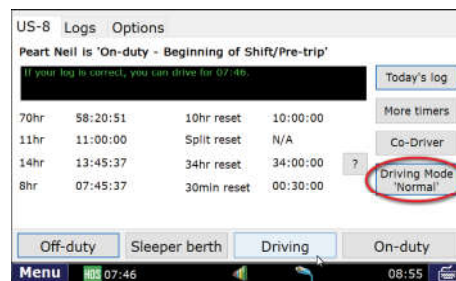 US-8 Logs Options
Peart Neil is 'On-duty - Beginning of Shift/Pre-trip'
If your log is correct, you can drive for 07:46.
Today's log
70hr 58:20:51 10hr reset 10:00:00
More timers
11hr 11:00:00 Split reset N/A
Co-Driver
14hr 13:45:37 34hr reset 34:00:00 ?
Driving Mode
'Normal'
8hr 07:45:37 30min reset 00:30:00
Off-duty Sleeper berth Driving On-duty
Menu HOS 07:46 08:55